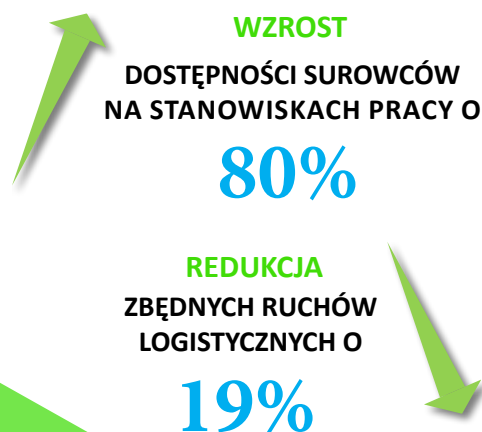 WZROST
DOSTĘPNOŚCI SUROWCÓW
NA STANOWISKACH PRACY O
80%
REDUKCJA
ZBĘDNYCH RUCHÓW
LOGISTYCZNYCH O
19%